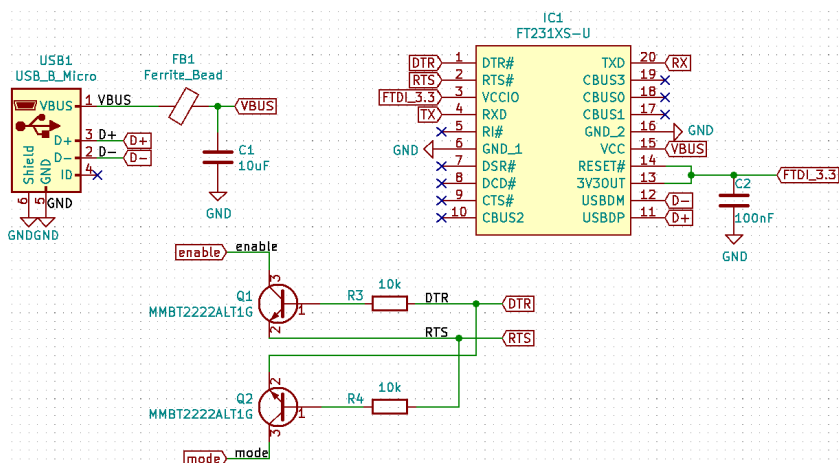 USB1
USB_B_Micro
VBUS 1 VBUS
D+ 3 D+ D+
D- 2 D- D-
ID 4
Shield
GND
6
5
GND
GND GND
FB1
Ferrite_Bead
VBUS
C1
10uF
GND
IC1
FT231XS-U
DTR 1 DTR#
RTS 2 RTS#
FTDI_3.3 3 VCCIO
TX 4 RXD
5 RI#
GND 6 GND_1
7 DSR#
8 DCD#
9 CTS#
10 CBUS2
TXD 20 RX
CBUS3 19
CBUS0 18
CBUS1 17
GND_2 16 GND
VCC 15 VBUS
RESET# 14
3V3OUT 13
USBDM 12 D-
USBDP 11 D+
FTDI_3.3
C2
100nF
GND
enable enable
3
Q1
MMBT2222ALT1G
1
2
R3
10k
DTR DTR
RTS RTS
2
Q2
MMBT2222ALT1G
1
3
R4
10k
mode mode